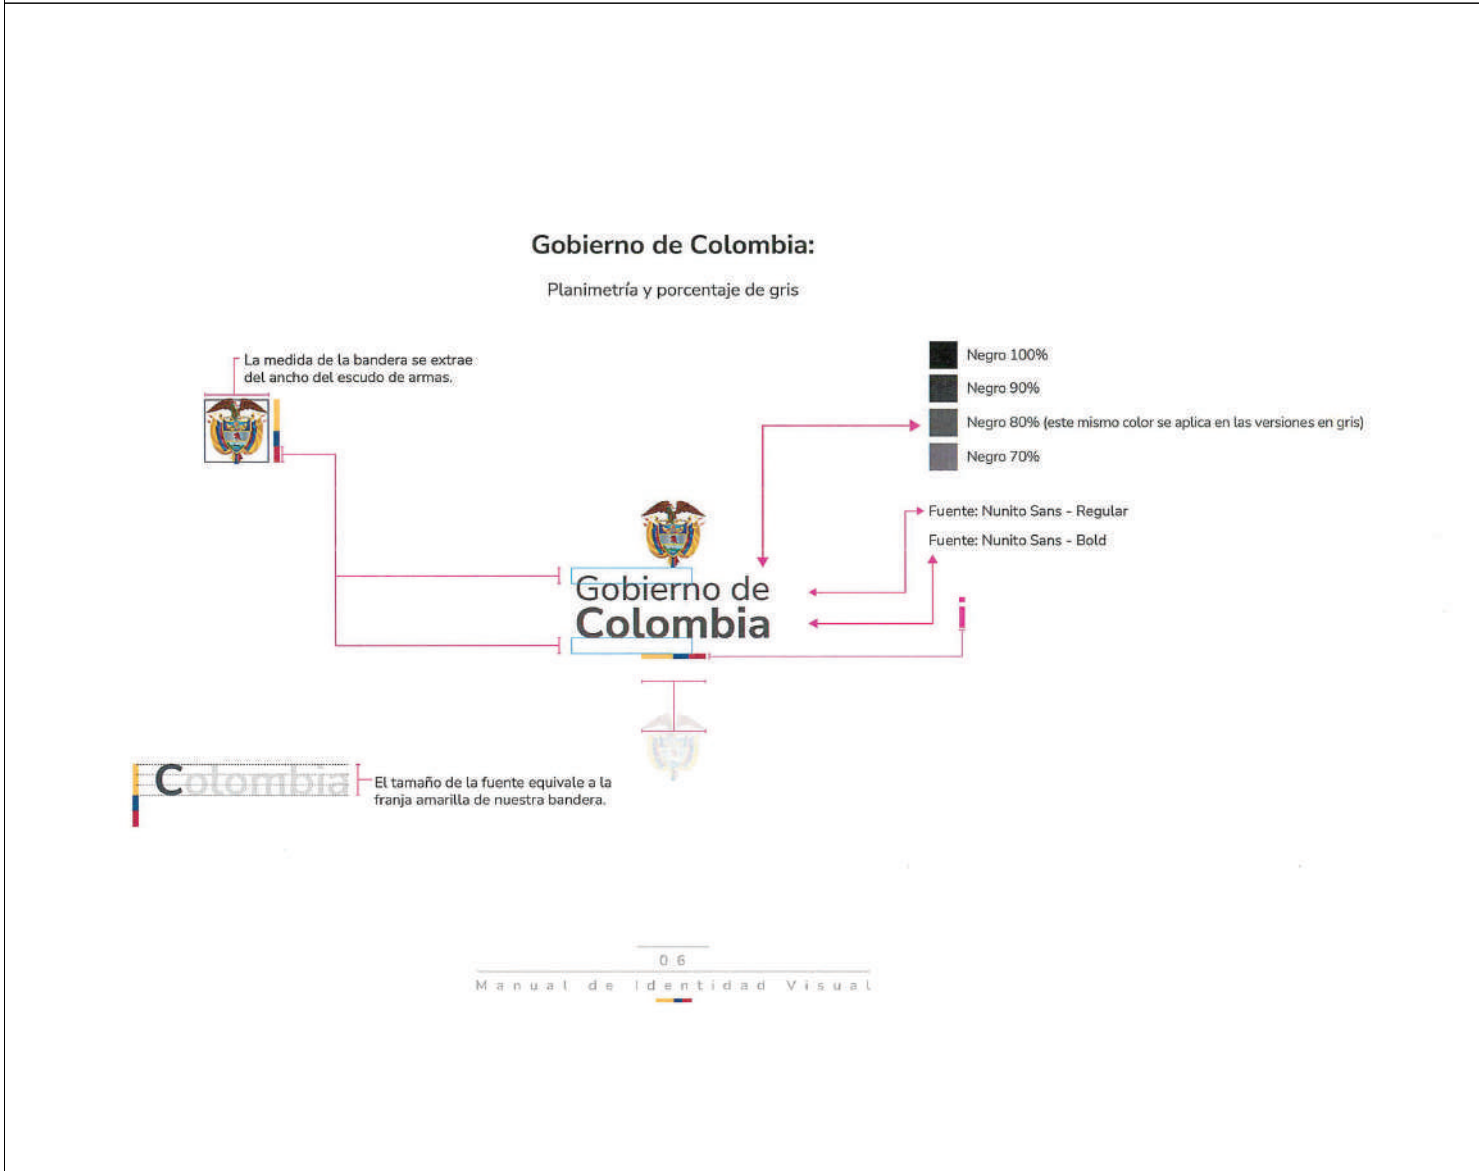 Gobierno de Colombia:
Planimetría y porcentaje de gris
La medida de la bandera se extrae
del ancho del escudo de armas.
Negro 100%
Negro 90%
Negro 80% (este mismo color se aplica en las versiones en gris)
Negro 70%
Fuente: Nunito Sans - Regular
Fuente: Nunito Sans - Bold
Gobierno de
Colombia
i
Colombia
El tamaño de la fuente equivale a la
franja amarilla de nuestra bandera.
06
Manual de Identidad Visual